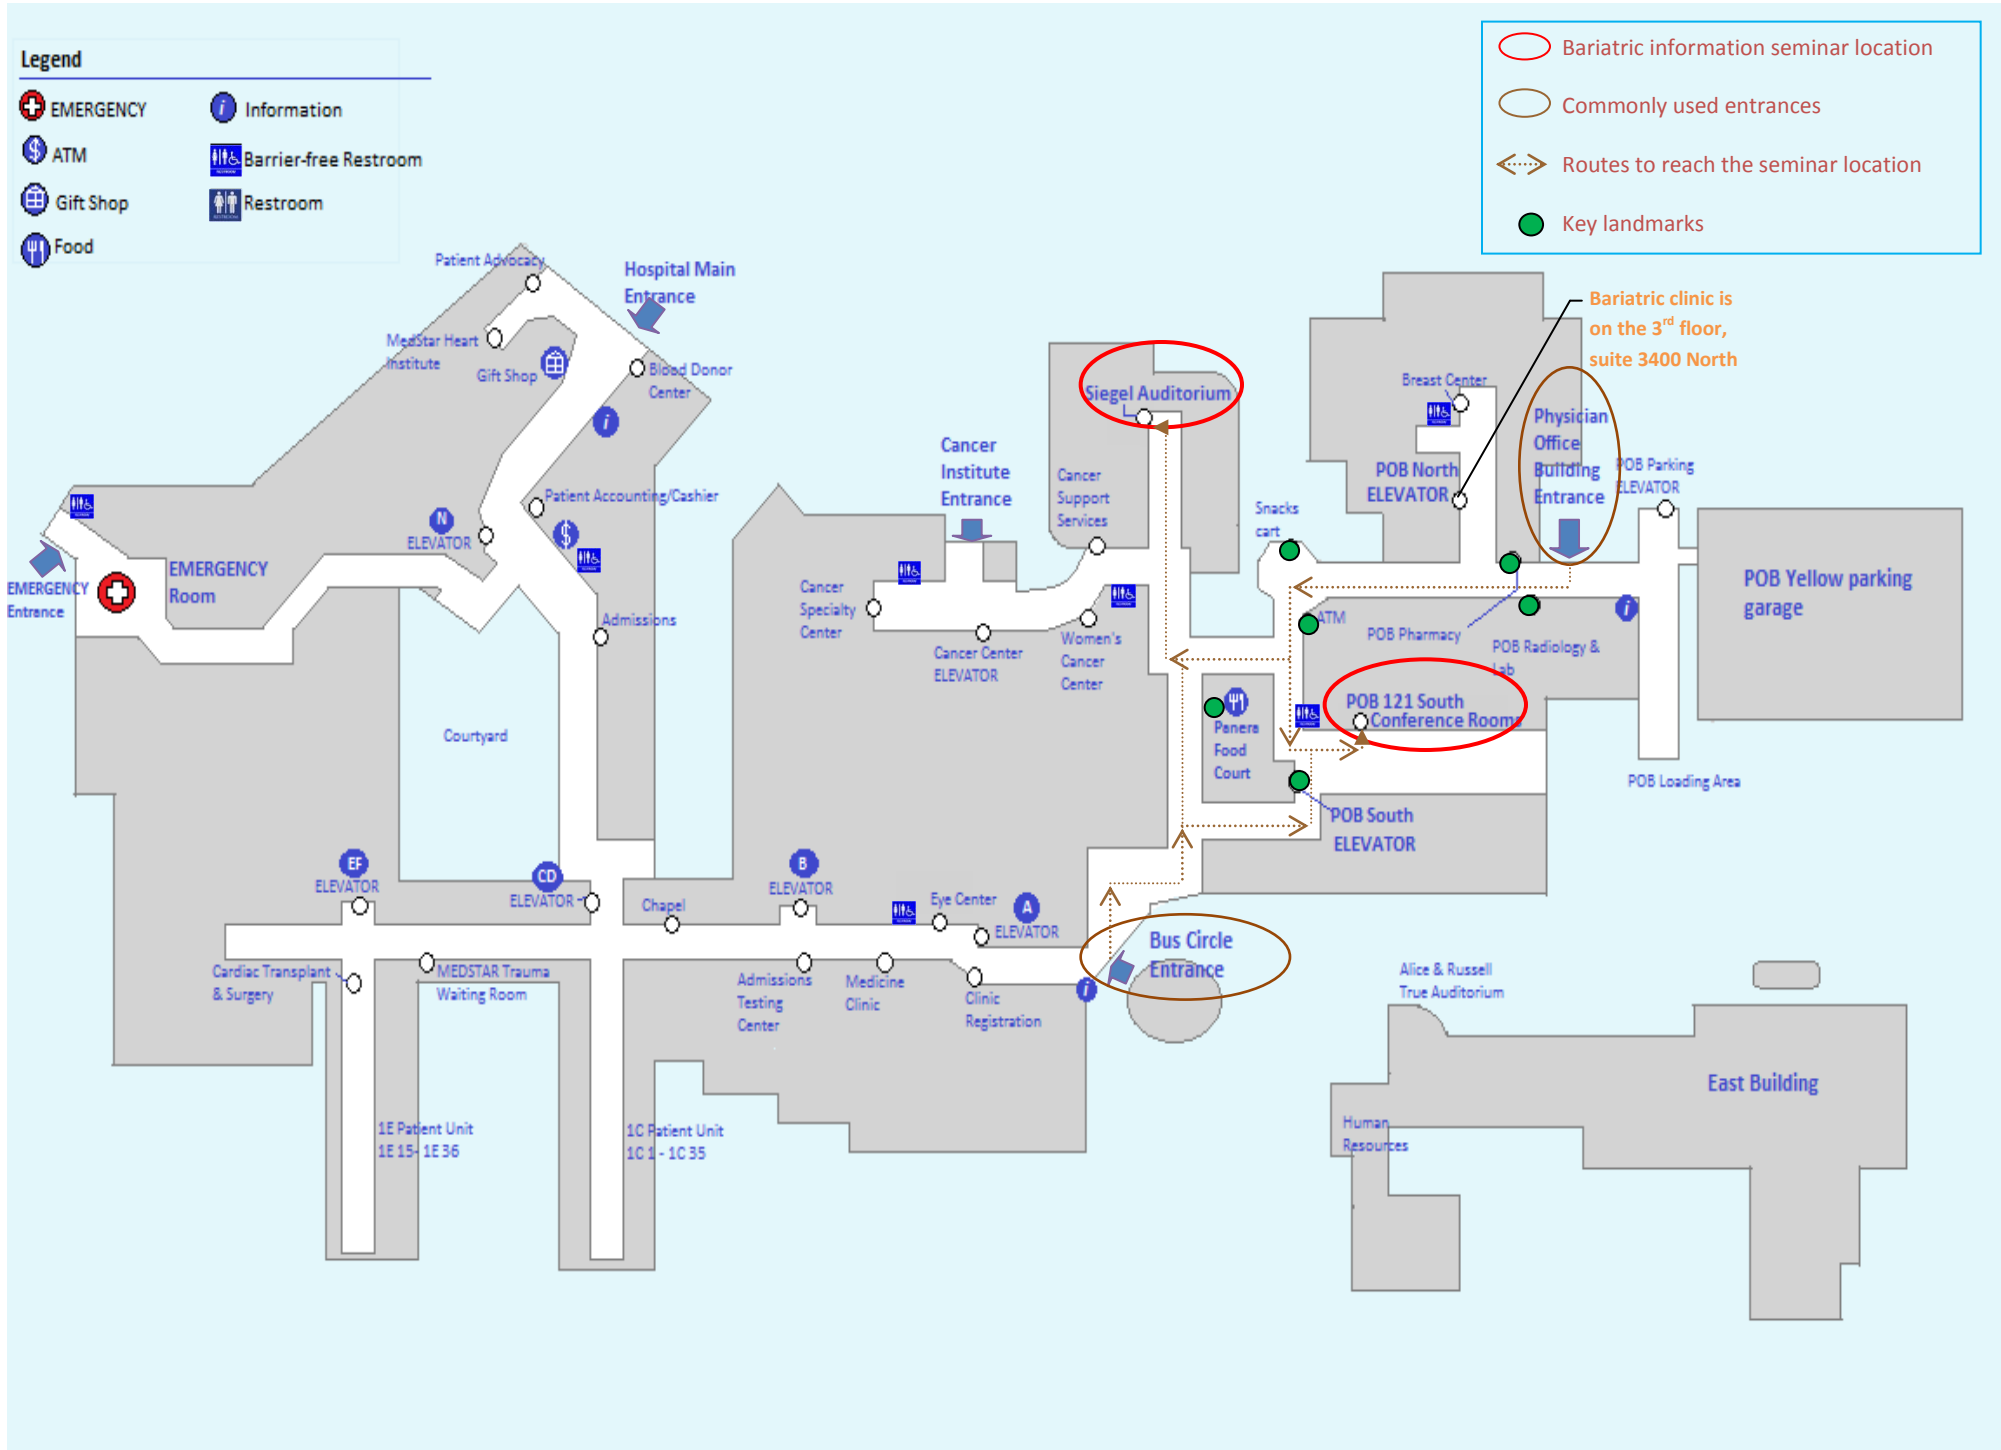 Legend
EMERGENCY
Information
ATM
Barrier-free Restroom
Gift Shop
Restroom
RESTROOM
Food
Bariatric information seminar location
Commonly used entrances
Routes to reach the seminar location
Key landmarks
Patient Advocacy
Hospital Main
Entrance
MedStar Heart
Institute
Gift Shop
Blood Donor
Center
Patient Accounting/Cashier
N
ELEVATOR
EMERGENCY
Room
EMERGENCY
Entrance
Admissions
Courtyard
Cancer
Institute
Entrance
Siegel Auditorium
Cancer
Support
Services
Cancer
Specialty
Center
Cancer Center
ELEVATOR
Women's
Cancer
Center
Bariatric clinic is
on the 3rd floor,
suite 3400 North
Breast Center
POB North
ELEVATOR
Physician
Office
Building
Entrance
POB Parking
ELEVATOR
Snacks
cart
ATM
POB Pharmacy
POB Radiology &
Lab
POB Yellow parking
garage
POB 121 South
Conference Rooms
Panera
Food
Court
POB Loading Area
POB South
ELEVATOR
EF
ELEVATOR
CD
ELEVATOR
Chapel
B
ELEVATOR
Eye Center
A
ELEVATOR
Bus Circle
Entrance
Cardiac Transplant
& Surgery
MEDSTAR Trauma
Waiting Room
Admissions
Testing
Center
Medicine
Clinic
Clinic
Registration
Alice & Russell
True Auditorium
East Building
Human
Resources
1E Patient Unit
1E 15- 1E 36
1C Patient Unit
1C 1 - 1C 35